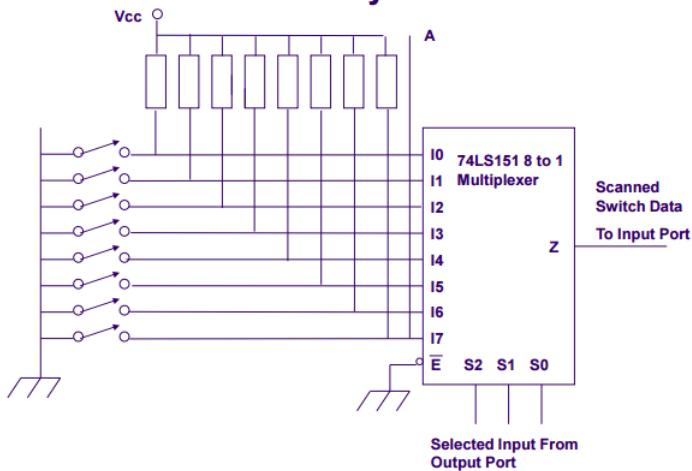 Vcc
A
I0
74LS151 8 to 1
Multiplexer
I1
I2
I3
I4
I5
I6
I7
E
S2 S1 S0
Z
Scanned
Switch Data
To Input Port
Selected Input From
Output Port